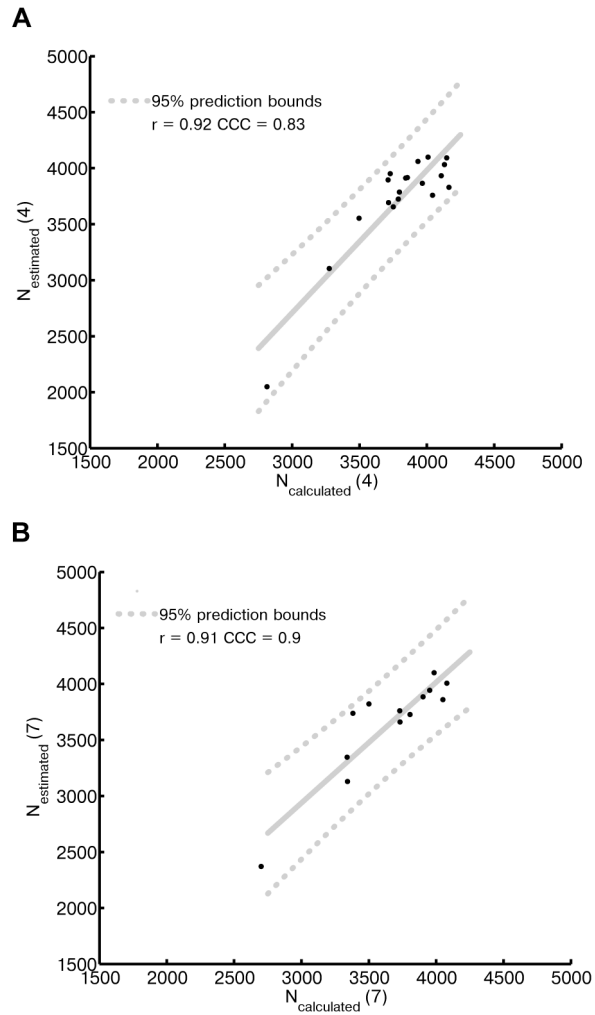 A
5000
95% prediction bounds
4500
r = 0.92 CCC = 0.83
4000
3500
3000
2500
2000
1500
1500 2000 2500 3000 3500 4000 4500 5000
Nestimated (4)
Ncalculated (4)
B
5000
95% prediction bounds
4500
r = 0.91 CCC = 0.9
4000
3500
3000
2500
2000
1500
1500 2000 2500 3000 3500 4000 4500 5000
Nestimated (7)
Ncalculated (7)